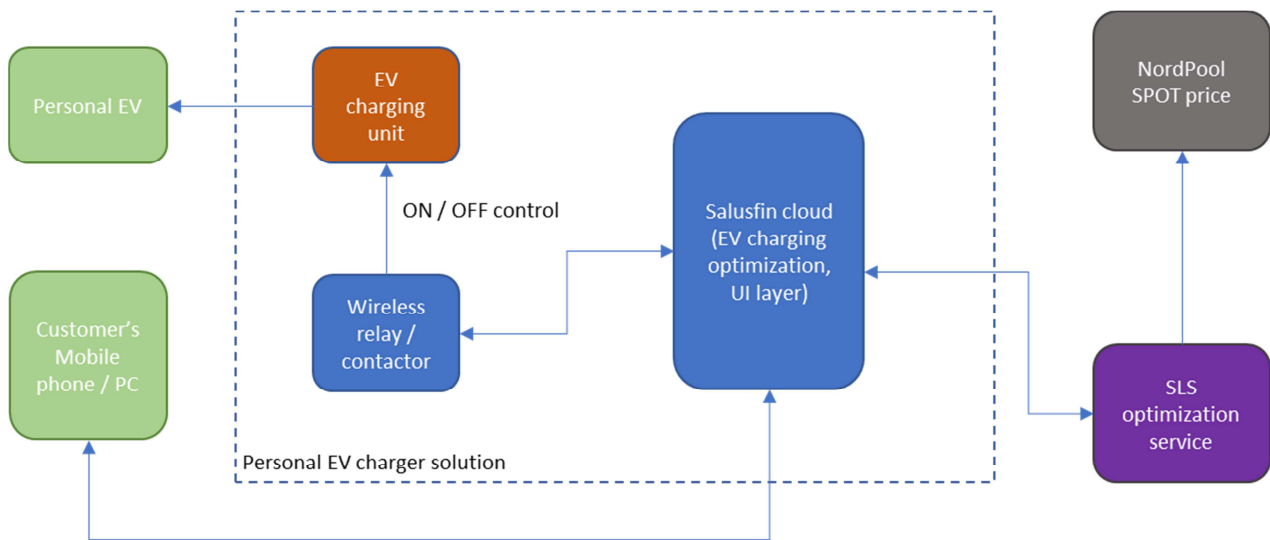 Personal EV
EV
charging
unit
NordPool
SPOT price
ON / OFF control
Salusfin cloud
(EV charging
optimization,
UI layer)
Customer's
Mobile
phone / PC
Wireless
relay /
contactor
SLS
optimization
service
Personal EV charger solution